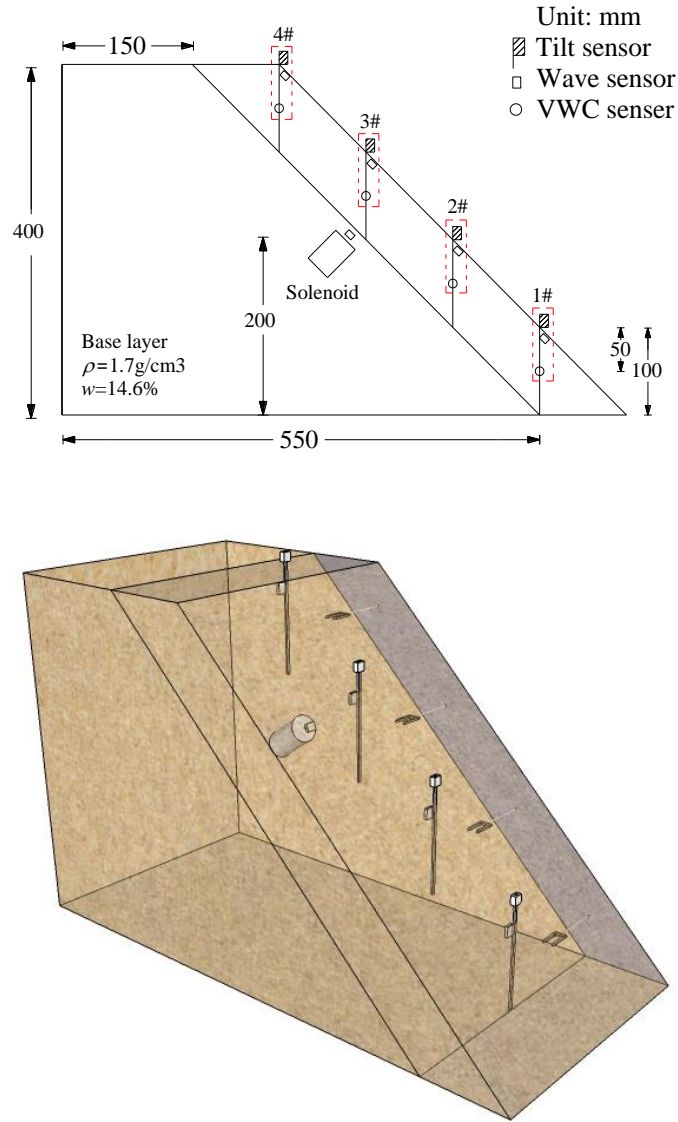 Unit: mm
Tilt sensor
Wave sensor
VWC senser
150
4#
3#
2#
1#
400
200
Solenoid
Base layer
ρ=1.7g/cm3
w=14.6%
50
100
550